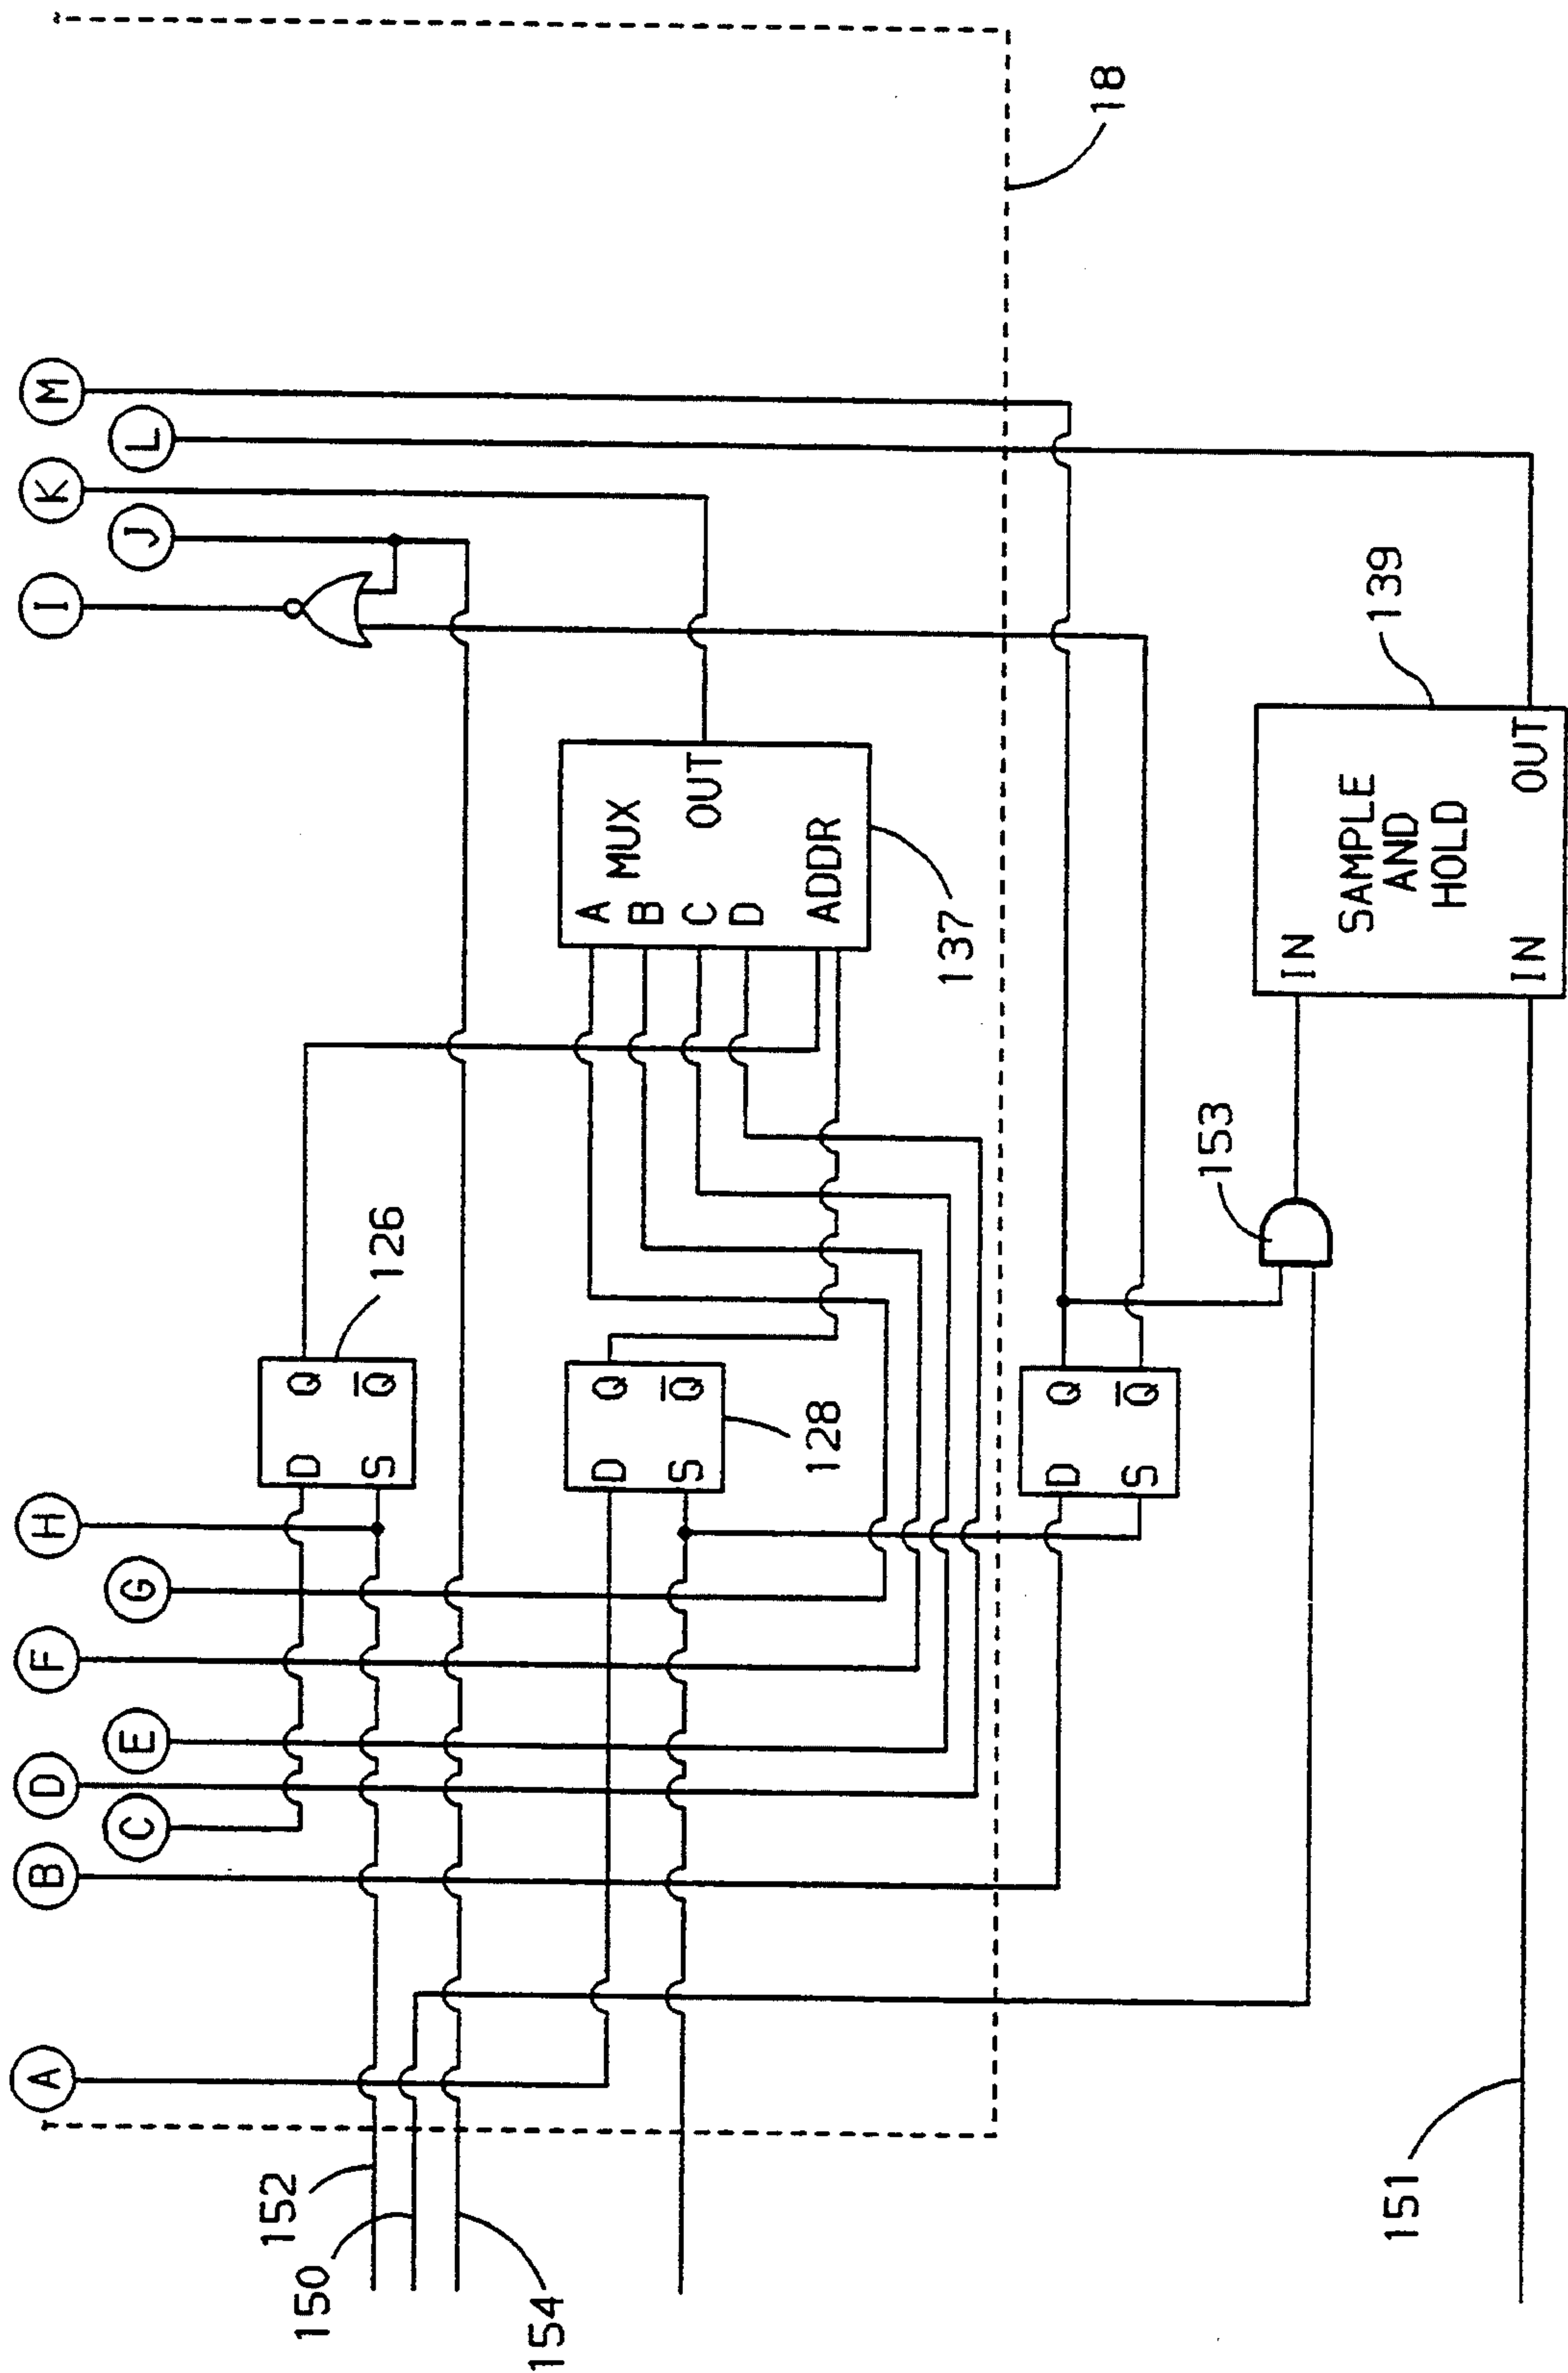 A
B
C
D
E
F
G
H
I
J
K
L
M
152
150
154
D
Q
S
Q̅
126
D
Q
S
Q̅
128
A
MUX
B
C
OUT
D
ADDR
137
18
D
Q
S
Q̅
153
IN
SAMPLE
AND
HOLD
IN
OUT
139
151